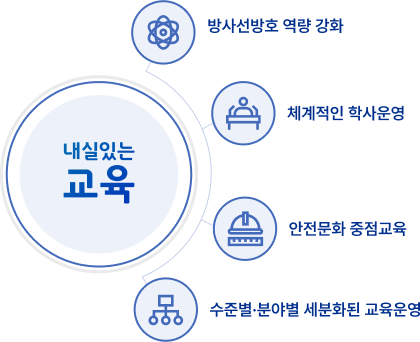 방사선방호 역량 강화
체계적인 학사운영
내실있는
교육
안전문화 중점교육
수준별·분야별 세분화된 교육운영